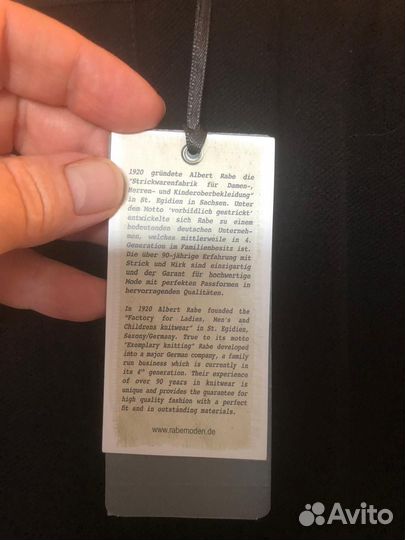 1920 gründete Albert Rabe die
"Strickwarenfabrik für Damen-,
Herren- und Kinderoberbekleidung"
in St. Egidien in Sachsen. Unter
dem Motto 'vorbildlich gestrickt'
entwickelte sich Rabe zu einem
bedeutenden deutschen Unterneh-
men, welches mittlerweile in 4.
Generation im Familienbesitz ist.
Die über 90-jährige Erfahrung mit
Strick und Wirk sind einzigartig
und der Garant für hochwertige
Mode mit perfekten Passformen in
hervorragenden Qualitäten.
In 1920 Albert Rabe founded the
"Factory for Ladies, Men's and
Childrens knitwear" in St. Egidien,
Saxony/Germany. True to its motto
"Exemplary knitting" Rabe developed
into a major German company, a family
run business which is currently in
its 4th generation. Their experience
of over 90 years in knitwear is
unique and provides the guarantee for
high quality fashion with a perfect
fit and in outstanding materials.
www.rabemoden.de
Avito